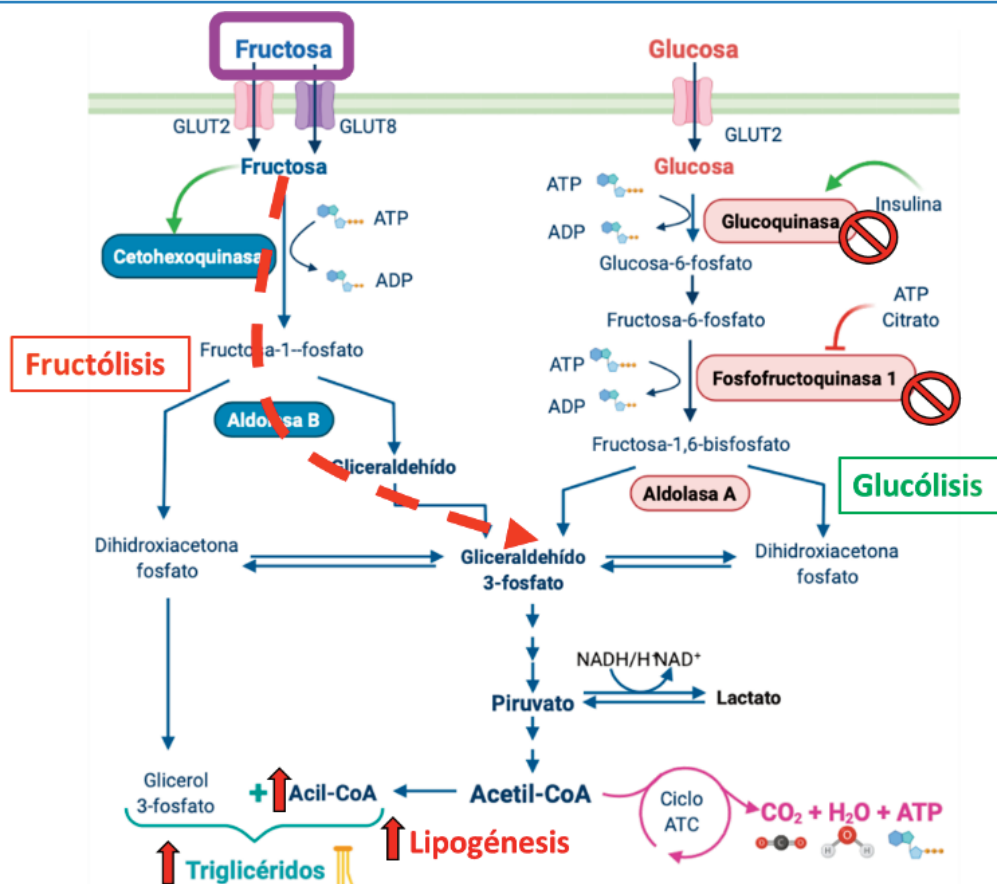 Fructosa
Glucosa
GLUT2
GLUT8
GLUT2
Fructosa
Glucosa
ATP
ADP
Cetohexoquinasa
ATP
ADP
Insulina
Glucoquinasa
Glucosa-6-fosfato
Fructosa-6-fosfato
ATP
Citrato
Fructólisis
Fructosa-1--fosfato
ATP
ADP
Fosfofructoquinasa 1
Aldolasa B
Fructosa-1,6-bisfosfato
Gliceraldehído
Aldolasa A
Glucólisis
Dihidroxiacetona
fosfato
Gliceraldehído
3-fosfato
Dihidroxiacetona
fosfato
NADH/H⁺NAD⁺
Piruvato
Lactato
Glicerol
3-fosfato
+
Acil-CoA
Acetil-CoA
Ciclo
ATC
CO₂ + H₂O + ATP
O C O
O
H H
Lipogénesis
Triglicéridos